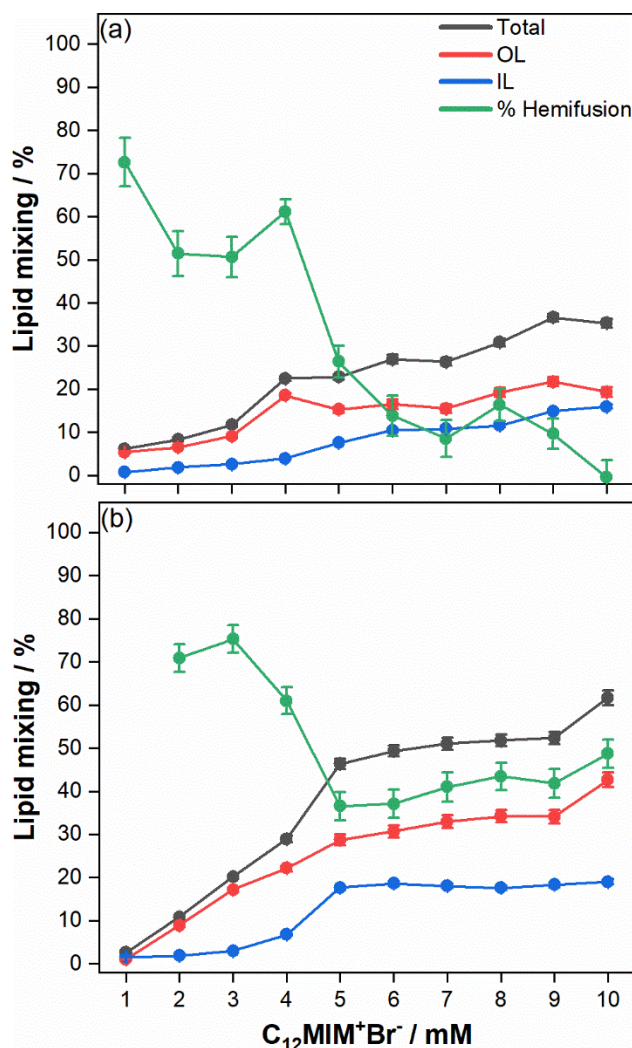 (a)
Total
OL
IL
% Hemifusion
100
90
80
70
60
50
40
30
20
10
0
Lipid mixing / %
(b)
100
90
80
70
60
50
40
30
20
10
0
Lipid mixing / %
1 2 3 4 5 6 7 8 9 10
C₁₂MIM⁺Br⁻ / mM